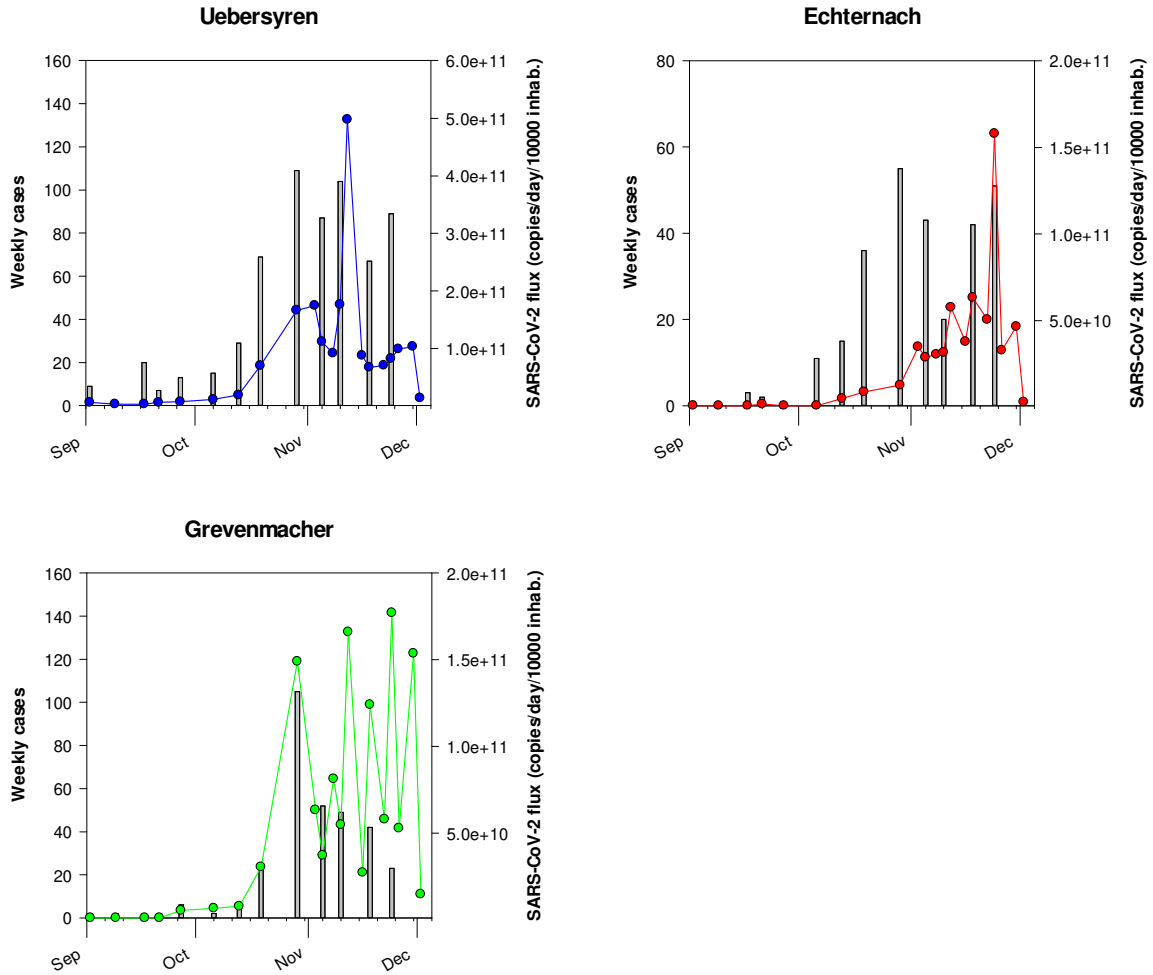 Uebersyren
Weekly cases
160
140
120
100
80
60
40
20
0
6.0e+11
5.0e+11
4.0e+11
3.0e+11
2.0e+11
1.0e+11
SARS-CoV-2 flux (copies/day/10000 inhab.)
Sep
Oct
Nov
Dec
Echternach
Weekly cases
80
60
40
20
0
2.0e+11
1.5e+11
1.0e+11
5.0e+10
SARS-CoV-2 flux (copies/day/10000 inhab.)
Sep
Oct
Nov
Dec
Grevenmacher
Weekly cases
160
140
120
100
80
60
40
20
0
2.0e+11
1.5e+11
1.0e+11
5.0e+10
SARS-CoV-2 flux (copies/day/10000 inhab.)
Sep
Oct
Nov
Dec